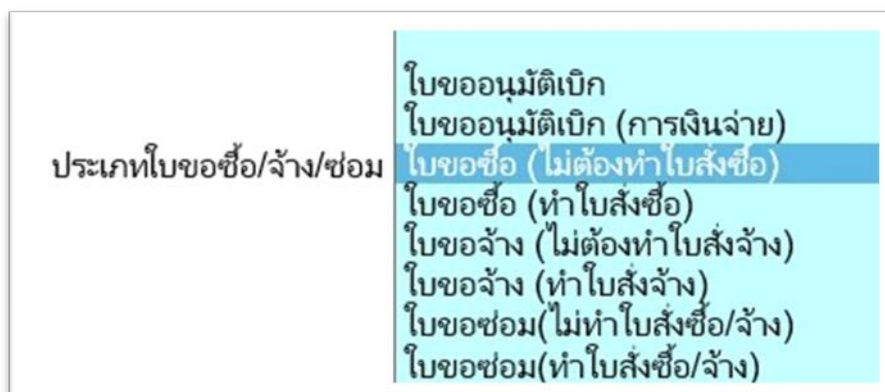 ใบขออนุมัติเบิก
ใบขออนุมัติเบิก (การเงินจ่าย)
ประเภทใบขอซื้อ/จ้าง/ซ่อม
ใบขอซื้อ (ไม่ต้องทำใบสั่งซื้อ)
ใบขอซื้อ (ทำใบสั่งซื้อ)
ใบขอจ้าง (ไม่ต้องทำใบสั่งจ้าง)
ใบขอจ้าง (ทำใบสั่งจ้าง)
ใบขอซ่อม(ไม่ทำใบสั่งซื้อ/จ้าง)
ใบขอซ่อม(ทำใบสั่งซื้อ/จ้าง)